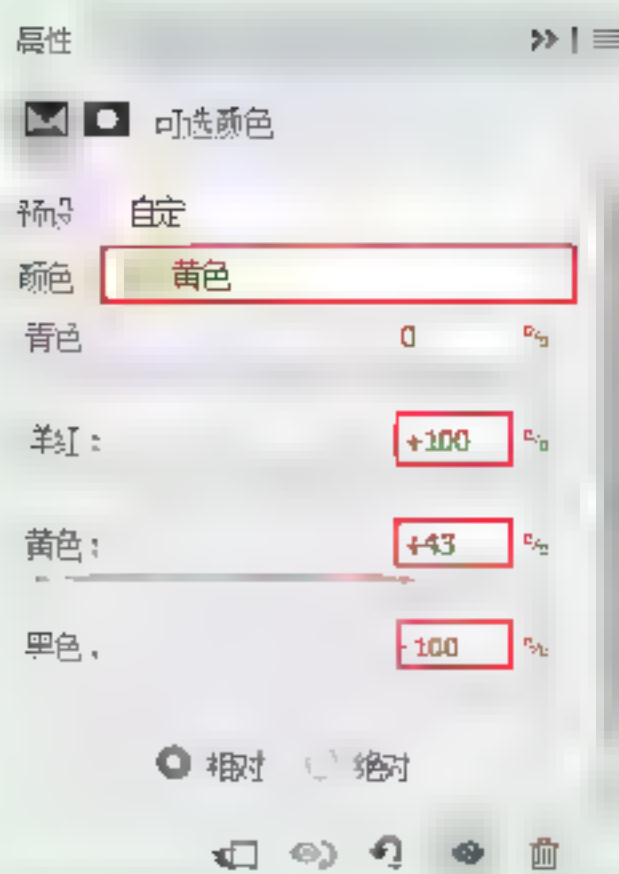 属性
可选颜色
预设 自定
颜色 黄色
青色 0 %
洋红： +100 %
黄色： +43 %
黑色： -100 %
相对 绝对